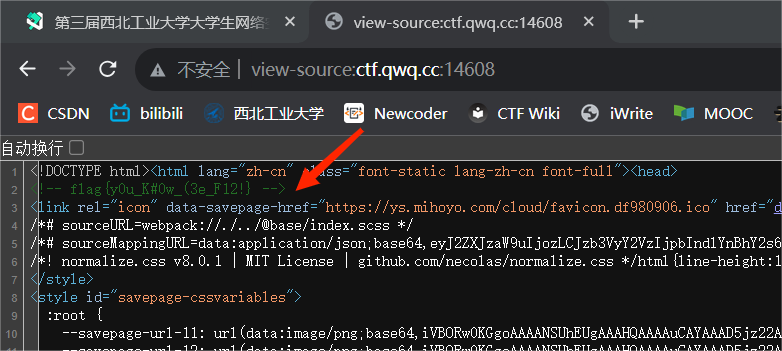 第三届西北工业大学大学生网络
view-source:ctf.qwq.cc:14608
不安全 | view-source:ctf.qwq.cc:14608
CSDN bilibili 西北工业大学 Newcoder CTF Wiki iWrite MOOC
自动换行
1 <!DOCTYPE html><html lang="zh-cn" class="font-static lang-zh-cn font-full"><head>
2 <!-- flag{y0u_K#0w_(3e_F12!} -->
3 <link rel="icon" data-savepage-href="https://ys.mihoyo.com/cloud/favicon.df980906.ico" href="d
4 /*# sourceURL=webpack://./../@base/index.scss */
5 /*# sourceMappingURL=data:application/json;base64,eyJ2ZXJzaW9uIjozLCJzb3VyY2VzIjpbIndlYnBhY2s6
6 /*! normalize.css v8.0.1 | MIT License | github.com/necolas/normalize.css */html{line-height:1
7 </style>
8 <style id="savepage-cssvariables">
9 :root {
10 --savepage-url-11: url(data:image/png;base64,iVBORw0KGgoAAAANSUhEUgAAAHQAAAAuCAYAAAD5jz22A